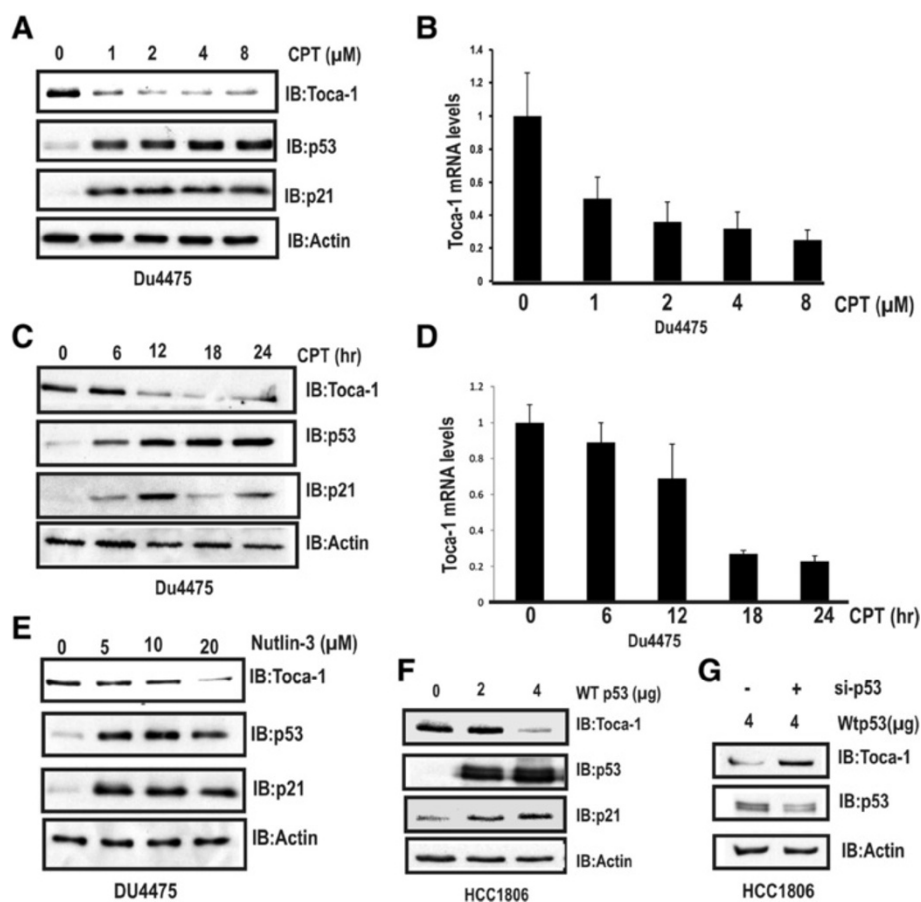 A
0 1 2 4 8 CPT (µM)
IB:Toca-1
IB:p53
IB:p21
IB:Actin
Du4475
B
Toca-1 mRNA levels
1.4
1.2
1
0.8
0.6
0.4
0.2
0
0 1 2 4 8 CPT (µM)
Du4475
C
0 6 12 18 24 CPT (hr)
IB:Toca-1
IB:p53
IB:p21
IB:Actin
Du4475
D
Toca-1 mRNA levels
1.2
1
0.8
0.6
0.4
0.2
0
0 6 12 18 24 CPT (hr)
Du4475
E
0 5 10 20 Nutlin-3 (µM)
IB:Toca-1
IB:p53
IB:p21
IB:Actin
DU4475
F
0 2 4 WT p53 (µg)
IB:Toca-1
IB:p53
IB:p21
IB:Actin
HCC1806
G
- + si-p53
4 4 Wtp53(µg)
IB:Toca-1
IB:p53
IB:Actin
HCC1806